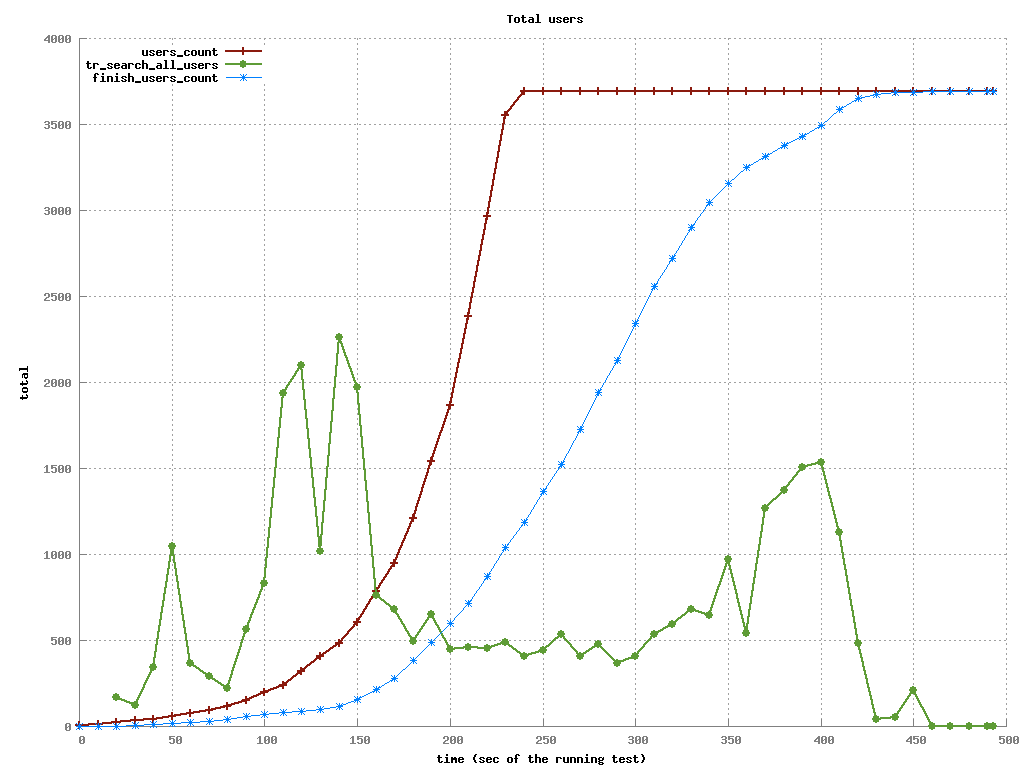 Total users
users_count
tr_search_all_users
finish_users_count
4000
3500
3000
2500
2000
1500
1000
500
0
total
0 50 100 150 200 250 300 350 400 450 500
time (sec of the running test)